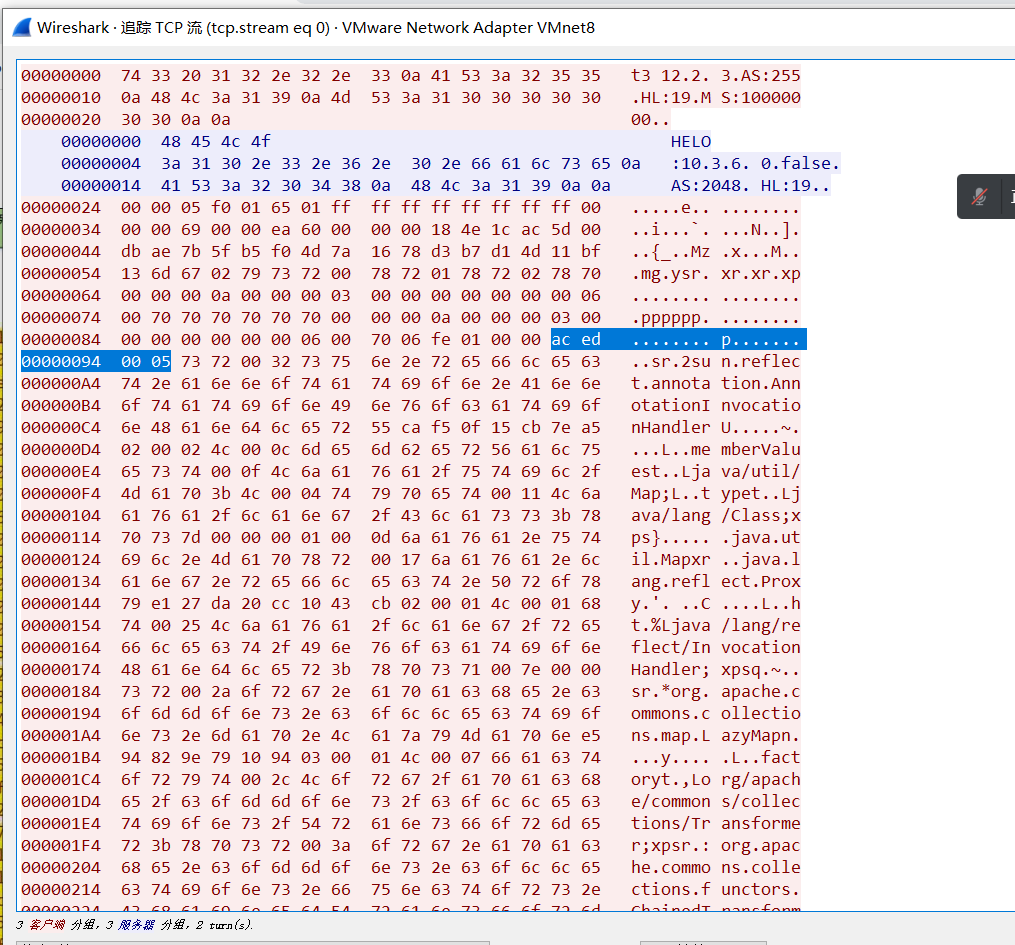 Wireshark · 追踪 TCP 流 (tcp.stream eq 0) · VMware Network Adapter VMnet8
00000000 74 33 20 31 32 2e 32 2e 33 0a 41 53 3a 32 35 35 t3 12.2. 3.AS:255
00000010 0a 48 4c 3a 31 39 0a 4d 53 3a 31 30 30 30 30 30 .HL:19.M S:100000
00000020 30 30 0a 0a 00..
00000000 48 45 4c 4f HELO
00000004 3a 31 30 2e 33 2e 36 2e 30 2e 66 61 6c 73 65 0a :10.3.6. 0.false.
00000014 41 53 3a 32 30 34 38 0a 48 4c 3a 31 39 0a 0a AS:2048. HL:19..
00000024 00 00 05 f0 01 65 01 ff ff ff ff ff ff ff ff 00 .....e.. ........
00000034 00 00 69 00 00 ea 60 00 00 00 18 4e 1c ac 5d 00 ..i...`. ...N..].
00000044 db ae 7b 5f b5 f0 4d 7a 16 78 d3 b7 d1 4d 11 bf ..{_..Mz .x...M..
00000054 13 6d 67 02 79 73 72 00 78 72 01 78 72 02 78 70 .mg.ysr. xr.xr.xp
00000064 00 00 00 0a 00 00 00 03 00 00 00 00 00 00 00 06 ........ ........
00000074 00 70 70 70 70 70 70 00 00 00 0a 00 00 00 03 00 .pppppp. ........
00000084 00 00 00 00 00 00 06 00 70 06 fe 01 00 00 ac ed ........ p.......
00000094 00 05 73 72 00 32 73 75 6e 2e 72 65 66 6c 65 63 ..sr.2su n.reflec
000000A4 74 2e 61 6e 6e 6f 74 61 74 69 6f 6e 2e 41 6e 6e t.annota tion.Ann
000000B4 6f 74 61 74 69 6f 6e 49 6e 76 6f 63 61 74 69 6f otationI nvocatio
000000C4 6e 48 61 6e 64 6c 65 72 55 ca f5 0f 15 cb 7e a5 nHandler U.....~.
000000D4 02 00 02 4c 00 0c 6d 65 6d 62 65 72 56 61 6c 75 ...L..me mberValu
000000E4 65 73 74 00 0f 4c 6a 61 76 61 2f 75 74 69 6c 2f est..Lja va/util/
000000F4 4d 61 70 3b 4c 00 04 74 79 70 65 74 00 11 4c 6a Map;L..t ypet..Lj
00000104 61 76 61 2f 6c 61 6e 67 2f 43 6c 61 73 73 3b 78 ava/lang /Class;x
00000114 70 73 7d 00 00 00 01 00 0d 6a 61 76 61 2e 75 74 ps}..... .java.ut
00000124 69 6c 2e 4d 61 70 78 72 00 17 6a 61 76 61 2e 6c il.Mapxr ..java.l
00000134 61 6e 67 2e 72 65 66 6c 65 63 74 2e 50 72 6f 78 ang.refl ect.Prox
00000144 79 e1 27 da 20 cc 10 43 cb 02 00 01 4c 00 01 68 y.'. ..C ....L..h
00000154 74 00 25 4c 6a 61 76 61 2f 6c 61 6e 67 2f 72 65 t.%Ljava /lang/re
00000164 66 6c 65 63 74 2f 49 6e 76 6f 63 61 74 69 6f 6e flect/In vocation
00000174 48 61 6e 64 6c 65 72 3b 78 70 73 71 00 7e 00 00 Handler; xpsq.~..
00000184 73 72 00 2a 6f 72 67 2e 61 70 61 63 68 65 2e 63 sr.*org. apache.c
00000194 6f 6d 6d 6f 6e 73 2e 63 6f 6c 6c 65 63 74 69 6f ommons.c ollectio
000001A4 6e 73 2e 6d 61 70 2e 4c 61 7a 79 4d 61 70 6e e5 ns.map.L azyMapn.
000001B4 94 82 9e 79 10 94 03 00 01 4c 00 07 66 61 63 74 ...y.... .L..fact
000001C4 6f 72 79 74 00 2c 4c 6f 72 67 2f 61 70 61 63 68 oryt.,Lo rg/apach
000001D4 65 2f 63 6f 6d 6d 6f 6e 73 2f 63 6f 6c 6c 65 63 e/common s/collec
000001E4 74 69 6f 6e 73 2f 54 72 61 6e 73 66 6f 72 6d 65 tions/Tr ansforme
000001F4 72 3b 78 70 73 72 00 3a 6f 72 67 2e 61 70 61 63 r;xpsr.: org.apac
00000204 68 65 2e 63 6f 6d 6d 6f 6e 73 2e 63 6f 6c 6c 65 he.commo ns.colle
00000214 63 74 69 6f 6e 73 2e 66 75 6e 63 74 6f 72 73 2e ctions.f unctors.
00000224 43 68 61 69 6e 65 64 54 72 61 6e 73 66 6f 72 6d ChainedT ransform
3 客户端 分组, 3 服务器 分组, 2 turn(s).